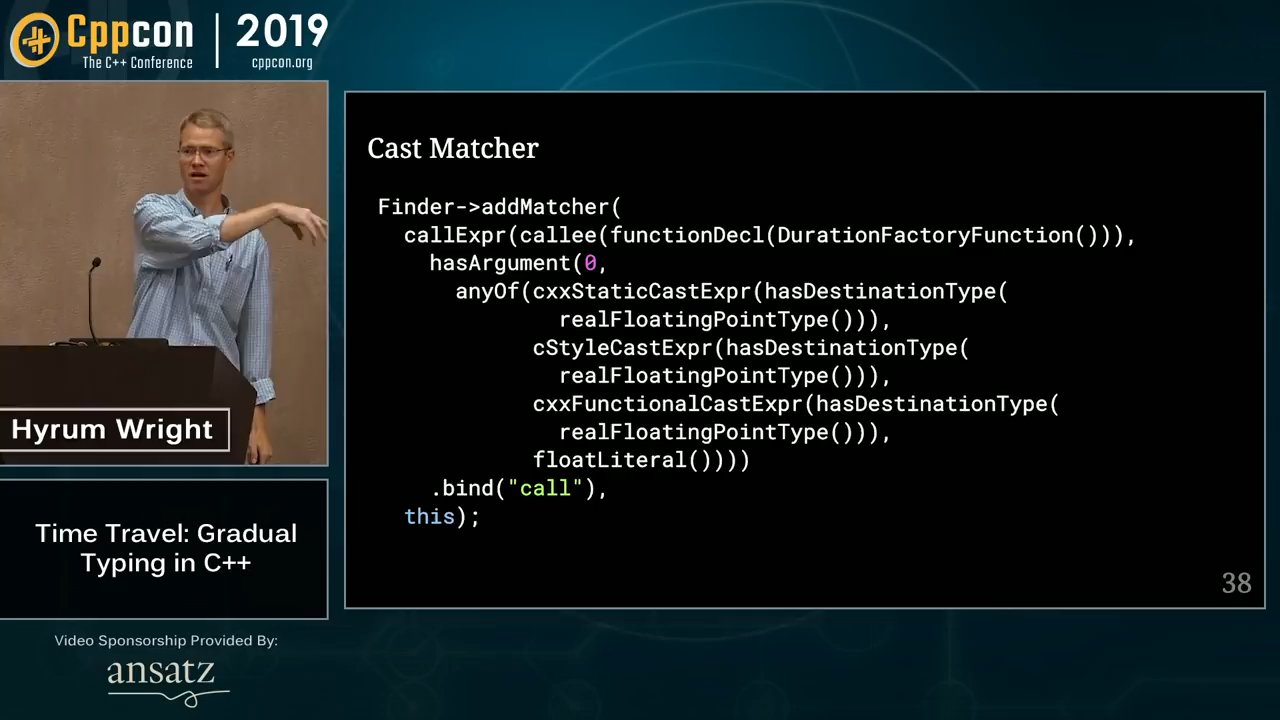 Cppcon
The C++ Conference
2019
cppcon.org
Hyrum Wright
Time Travel: Gradual
Typing in C++
Video Sponsorship Provided By:
ansatz
Cast Matcher
Finder->addMatcher(
callExpr(callee(functionDecl(DurationFactoryFunction())),
hasArgument(0,
anyOf(cxxStaticCastExpr(hasDestinationType(
realFloatingPointType())),
cStyleCastExpr(hasDestinationType(
realFloatingPointType())),
cxxFunctionalCastExpr(hasDestinationType(
realFloatingPointType())),
floatLiteral())))
.bind("call"),
this);
38